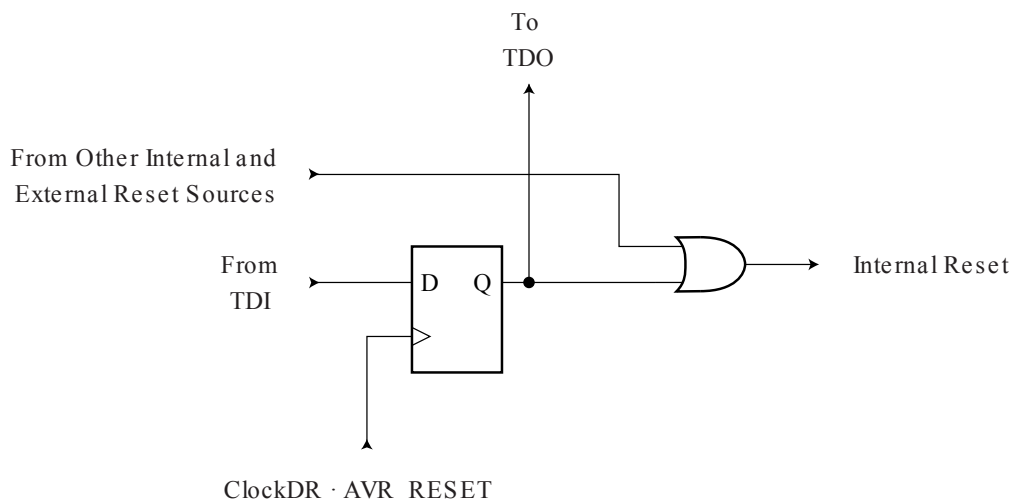 To
TDO
From Other Internal and
External Reset Sources
From
TDI
D Q
Internal Reset
ClockDR · AVR_RESET